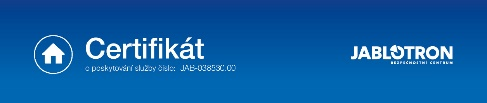 Certifikát
o poskytování služby číslo: JAB-038530.00
JABLOTRON
BEZPEČNOSTNÍ CENTRUM